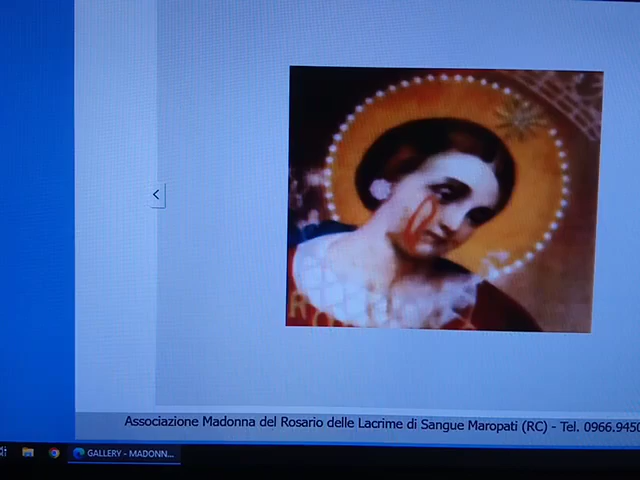 Associazione Madonna del Rosario delle Lacrime di Sangue Maropati (RC) - Tel. 0966.9450
GALLERY - MADONN...